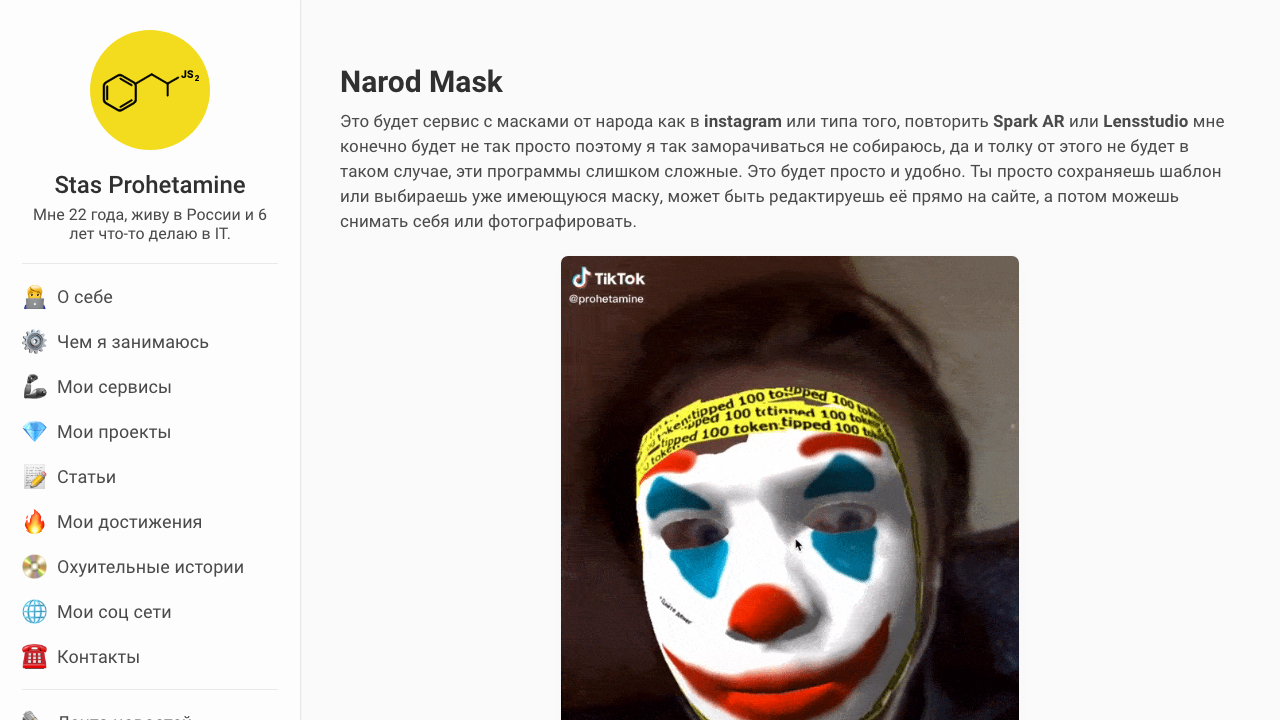 JS2
Stas Prohetamine
Мне 22 года, живу в России и 6
лет что-то делаю в IT.
О себе
Чем я занимаюсь
Мои сервисы
Мои проекты
Статьи
Мои достижения
Охуительные истории
Мои соц сети
Контакты
Narod Mask
Это будет сервис с масками от народа как в instagram или типа того, повторить Spark AR или Lensstudio мне
конечно будет не так просто поэтому я так заморачиваться не собираюсь, да и толку от этого не будет в
таком случае, эти программы слишком сложные. Это будет просто и удобно. Ты просто сохраняешь шаблон
или выбираешь уже имеющуюся маску, может быть редактируешь её прямо на сайте, а потом можешь
снимать себя или фотографировать.
TikTok
@prohetamine
tipped 100 to
tipped 100 token
tipped 100 token
tipped 100 token